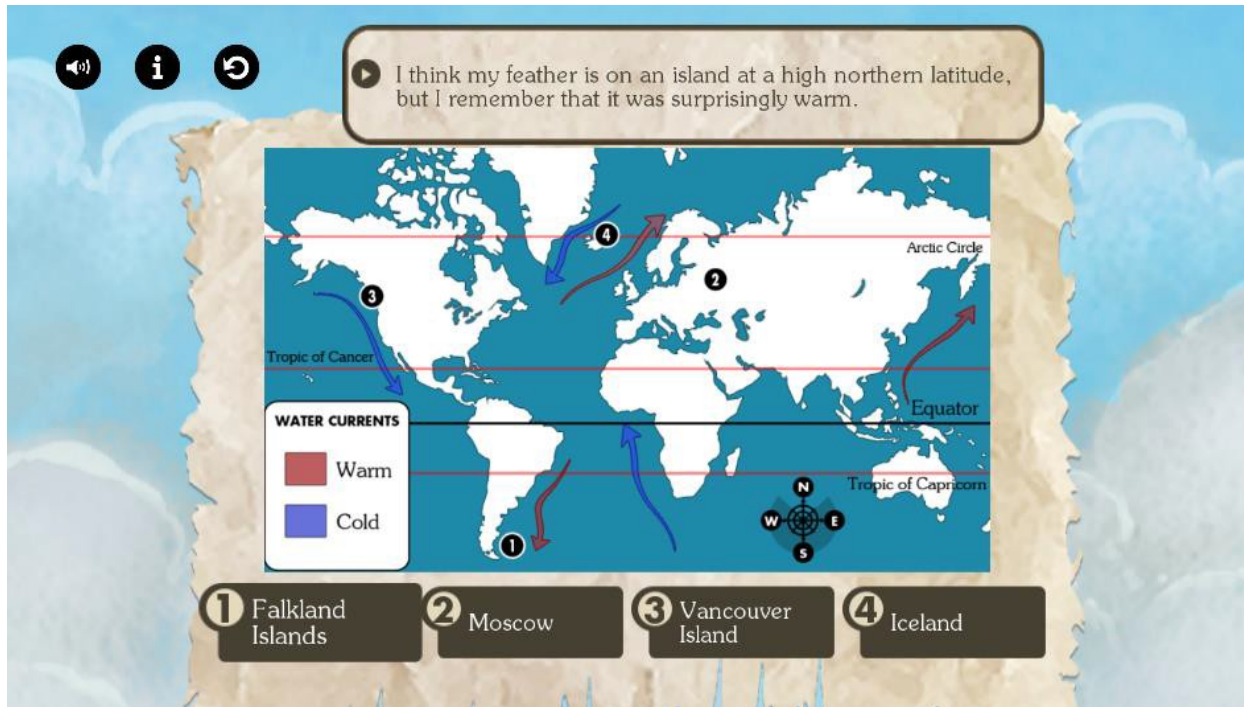 I think my feather is on an island at a high northern latitude,
but I remember that it was surprisingly warm.
4
Arctic Circle
2
3
Tropic of Cancer
Equator
WATER CURRENTS
Warm
Cold
Tropic of Capricorn
N
W
E
S
1
1 Falkland
Islands
2 Moscow
3 Vancouver
Island
4 Iceland